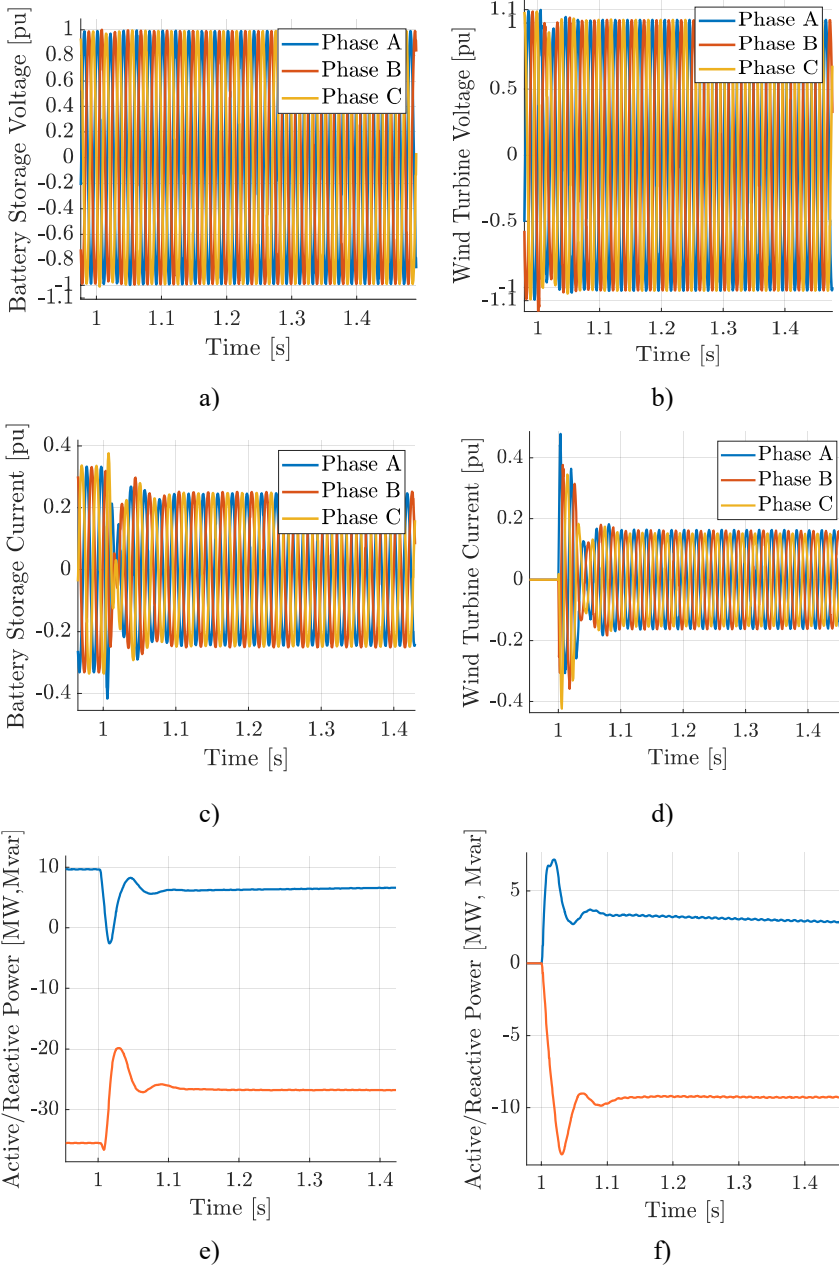 Battery Storage Voltage [pu]
1
0.8
0.6
0.4
0.2
0
-0.2
-0.4
-0.6
-0.8
-1
-1.1
Phase A
Phase B
Phase C
1
1.1
1.2
1.3
1.4
Time [s]
a)
Wind Turbine Voltage [pu]
1.1
1
0.5
0
-0.5
-1
-1.1
Phase A
Phase B
Phase C
1
1.1
1.2
1.3
1.4
Time [s]
b)
Battery Storage Current [pu]
0.4
0.2
0
-0.2
-0.4
Phase A
Phase B
Phase C
1
1.1
1.2
1.3
1.4
Time [s]
c)
Wind Turbine Current [pu]
0.4
0.2
0
-0.2
-0.4
Phase A
Phase B
Phase C
1
1.1
1.2
1.3
1.4
Time [s]
d)
Active/Reactive Power [MW,Mvar]
10
0
-10
-20
-30
1
1.1
1.2
1.3
1.4
Time [s]
e)
Active/Reactive Power [MW, Mvar]
5
0
-5
-10
1
1.1
1.2
1.3
1.4
Time [s]
f)